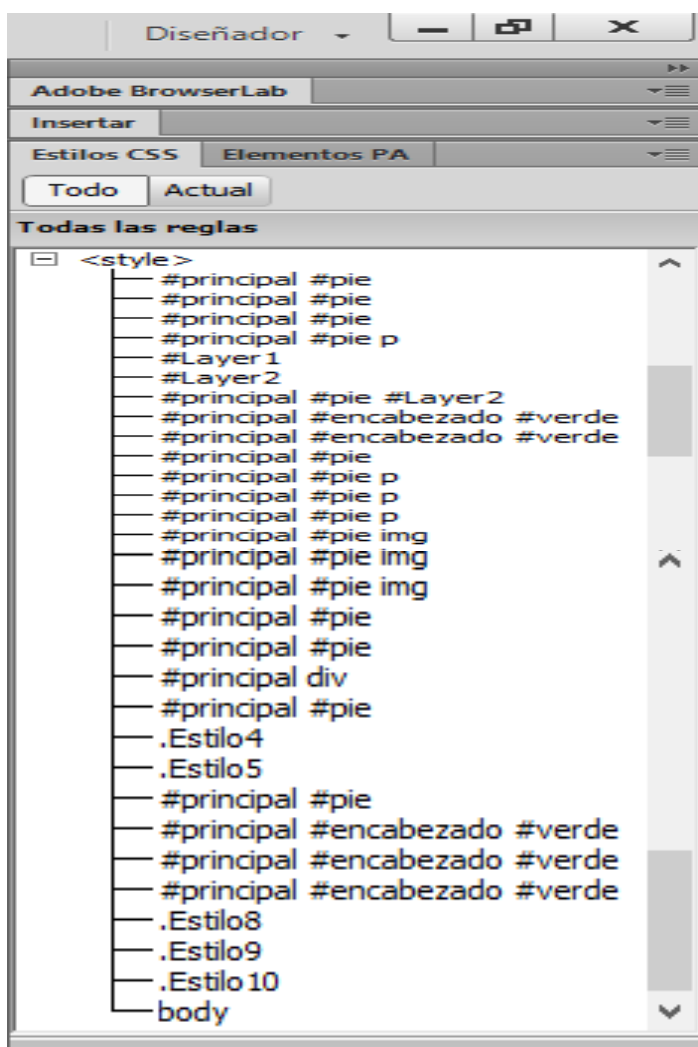 Diseñador
Adobe BrowserLab
Insertar
Estilos CSS Elementos PA
Todo Actual
Todas las reglas
<style>
#principal #pie
#principal #pie
#principal #pie
#principal #pie p
#Layer1
#Layer2
#principal #pie #Layer2
#principal #encabezado #verde
#principal #encabezado #verde
#principal #pie
#principal #pie p
#principal #pie p
#principal #pie p
#principal #pie img
#principal #pie img
#principal #pie img
#principal #pie
#principal #pie
#principal div
#principal #pie
.Estilo4
.Estilo5
#principal #pie
#principal #encabezado #verde
#principal #encabezado #verde
#principal #encabezado #verde
.Estilo8
.Estilo9
.Estilo10
body